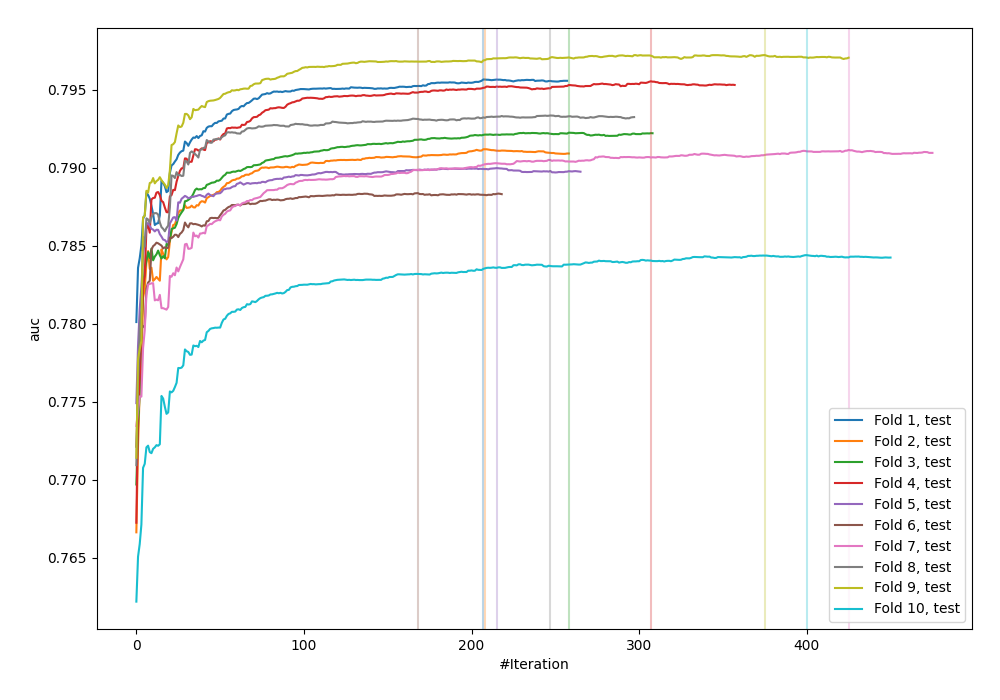 0.795
0.790
0.785
0.780
0.775
0.770
0.765
auc
0
100
200
300
400
#Iteration
Fold 1, test
Fold 2, test
Fold 3, test
Fold 4, test
Fold 5, test
Fold 6, test
Fold 7, test
Fold 8, test
Fold 9, test
Fold 10, test